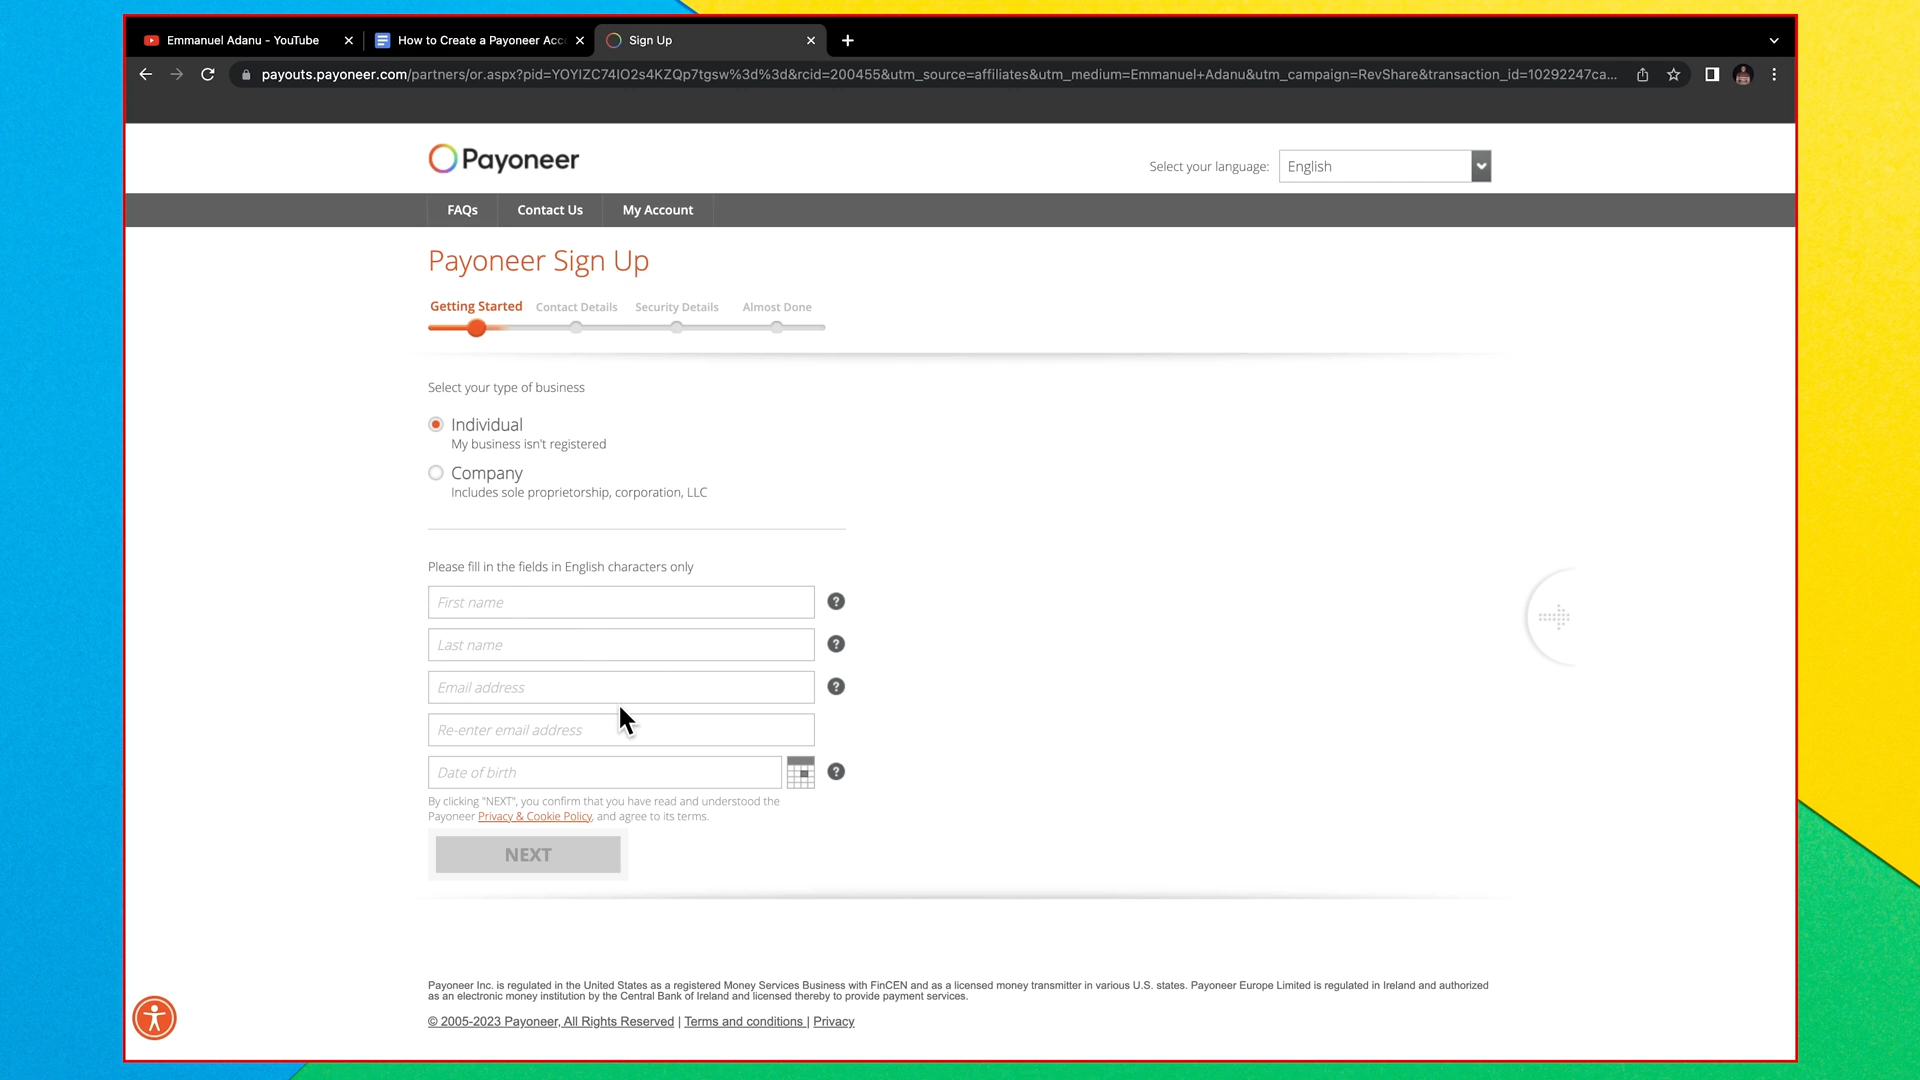 Emmanuel Adanu - YouTube
How to Create a Payoneer Acc
Sign Up
payouts.payoneer.com/partners/or.aspx?pid=YOYIZC74IO2s4KZQp7tgsw%3d%3d&rcid=200455&utm_source=affiliates&utm_medium=Emmanuel+Adanu&utm_campaign=RevShare&transaction_id=10292247ca...
Payoneer
Select your language:
English
FAQs
Contact Us
My Account
Payoneer Sign Up
Getting Started
Contact Details
Security Details
Almost Done
Select your type of business
Individual
My business isn't registered
Company
Includes sole proprietorship, corporation, LLC
Please fill in the fields in English characters only
First name
?
Last name
?
Email address
?
Re-enter email address
Date of birth
?
By clicking "NEXT", you confirm that you have read and understood the
Payoneer Privacy & Cookie Policy, and agree to its terms.
NEXT
Payoneer Inc. is regulated in the United States as a registered Money Services Business with FinCEN and as a licensed money transmitter in various U.S. states. Payoneer Europe Limited is regulated in Ireland and authorized
as an electronic money institution by the Central Bank of Ireland and licensed thereby to provide payment services.
© 2005-2023 Payoneer, All Rights Reserved | Terms and conditions | Privacy